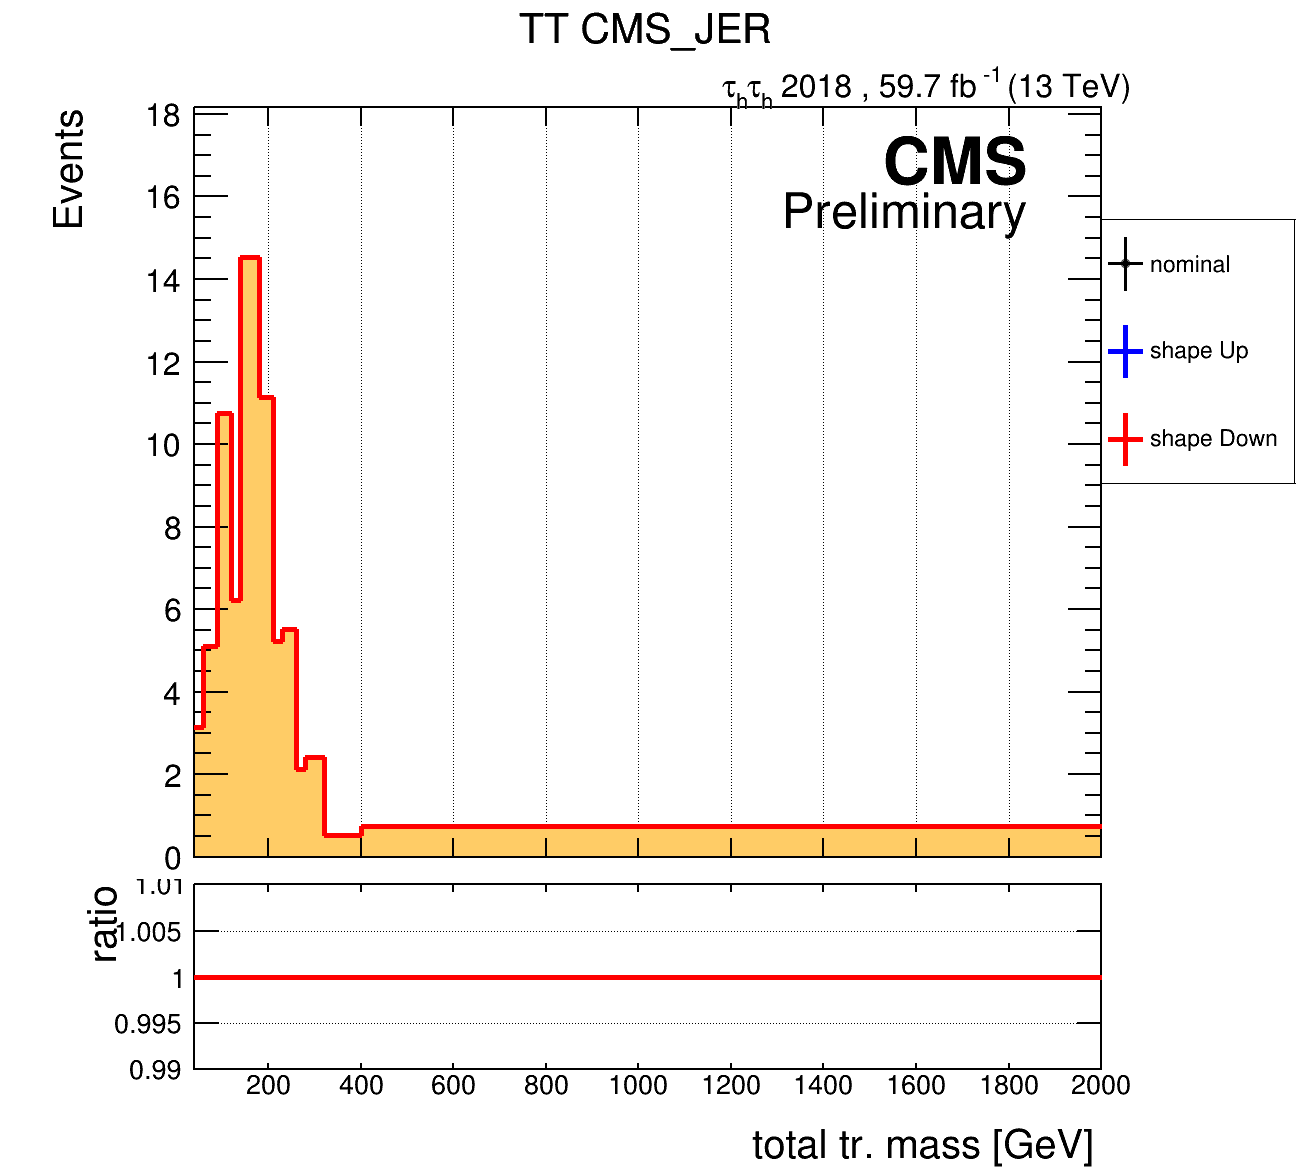 TT CMS_JER
τhτh 2018 , 59.7 fb-1 (13 TeV)
Events
CMS
Preliminary
18
16
14
12
10
8
6
4
2
0
nominal
shape Up
shape Down
ratio
1.01
1.005
1
0.995
0.99
200 400 600 800 1000 1200 1400 1600 1800 2000
total tr. mass [GeV]